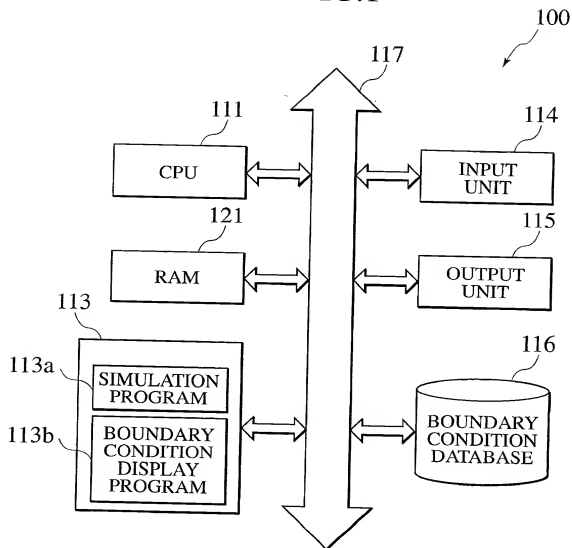 100
117
111
CPU
114
INPUT
UNIT
121
RAM
115
OUTPUT
UNIT
113
113a
SIMULATION
PROGRAM
113b
BOUNDARY
CONDITION
DISPLAY
PROGRAM
116
BOUNDARY
CONDITION
DATABASE